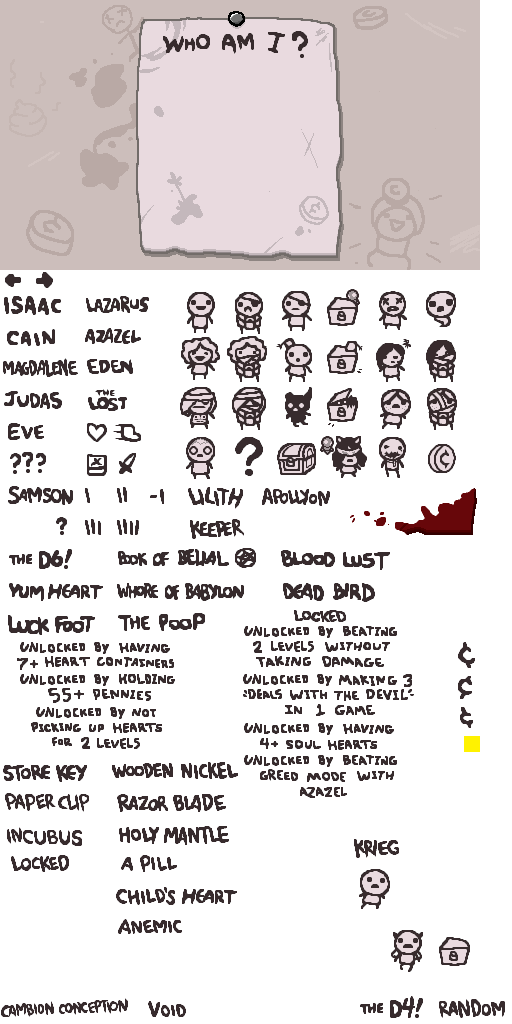 WHO AM I?
ISAAC LAZARUS
CAIN AZAZEL
MAGDALENE EDEN
JUDAS THE LOST
EVE
???
?
SAMSON I II -I LILITH APOLLYON
? III IIII KEEPER
THE D6! BOOK OF BELIAL BLOOD LUST
YUM HEART WHORE OF BABYLON DEAD BIRD
LUCK FOOT THE POOP
LOCKED
UNLOCKED BY HAVING
7+ HEART CONTAINERS
UNLOCKED BY HOLDING
55+ PENNIES
UNLOCKED BY NOT
PICKING UP HEARTS
FOR 2 LEVELS
UNLOCKED BY BEATING
2 LEVELS WITHOUT
TAKING DAMAGE
UNLOCKED BY MAKING 3
"DEALS WITH THE DEVIL"
IN 1 GAME
UNLOCKED BY HAVING
4+ SOUL HEARTS
UNLOCKED BY BEATING
GREED MODE WITH
AZAZEL
¢
¢
¢
STORE KEY WOODEN NICKEL
PAPER CLIP RAZOR BLADE
INCUBUS HOLY MANTLE
LOCKED A PILL
CHILD'S HEART
ANEMIC
KRIEG
CAMBION CONCEPTION VOID THE D4! RANDOM